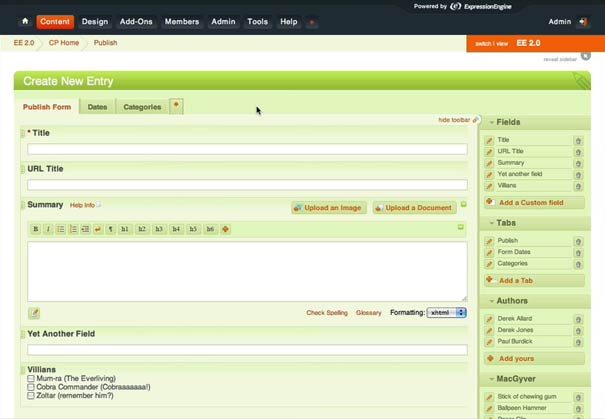 Powered by ExpressionEngine
Content Design Add-Ons Members Admin Tools Help + Admin
EE 2.0 CP Home Publish
switch | view EE 2.0
reveal sidebar
Create New Entry
Publish Form Dates Categories +
hide toolbar
* Title
URL Title
Summary Help Info
Upload an Image Upload a Document
B I ¶ h1 h2 h3 h4 h5 h6
Check Spelling Glossary Formatting: xhtml
Yet Another Field
Villians
Mum-ra (The Everliving)
Cobra Commander (Cobraaaaaaa!)
Zoltar (remember him?)
Fields
Title
URL Title
Summary
Yet another field
Villians
Add a Custom field
Tabs
Publish
Form Dates
Categories
Add a Tab
Authors
Derek Allard
Derek Jones
Paul Burdick
Add yours
MacGyver
Stick of chewing gum
Ballpeen Hammer